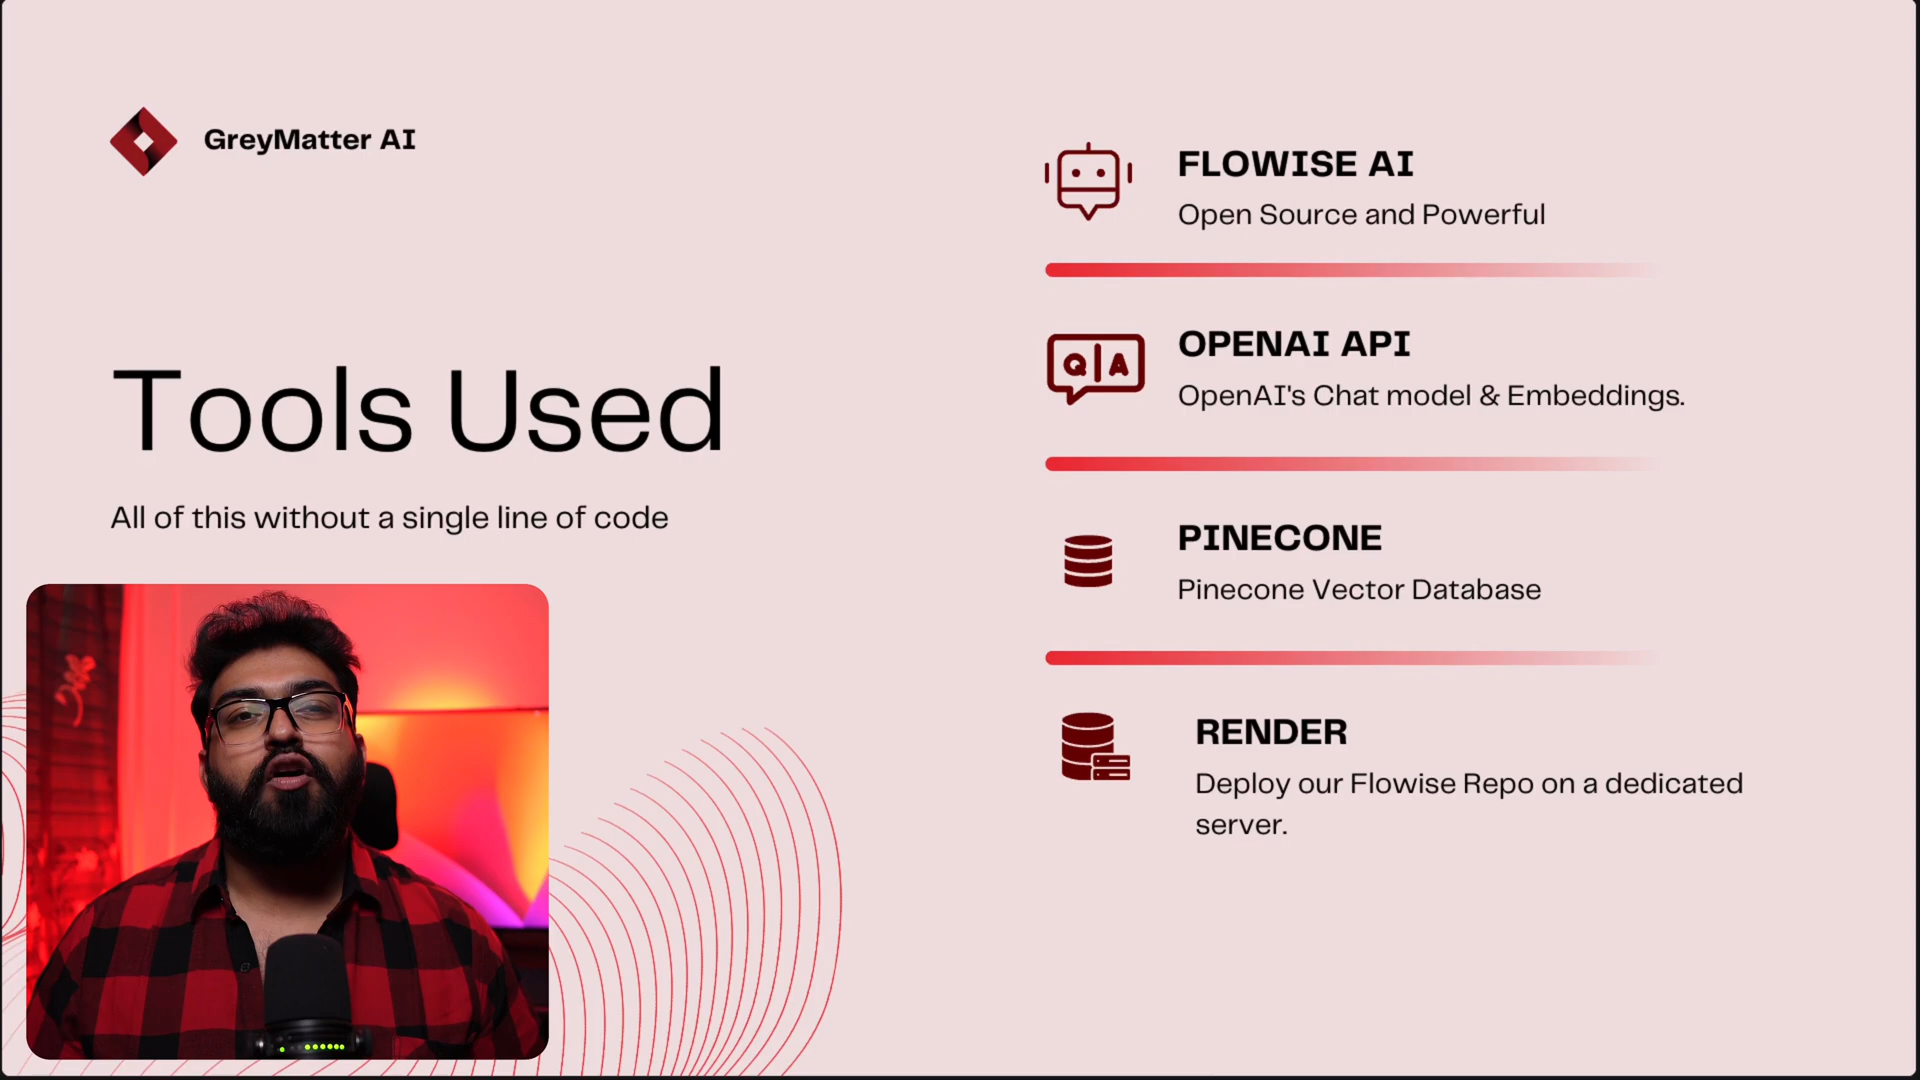 GreyMatter AI
Tools Used
All of this without a single line of code
FLOWISE AI
Open Source and Powerful
Q|A
OPENAI API
OpenAI's Chat model & Embeddings.
PINECONE
Pinecone Vector Database
RENDER
Deploy our Flowise Repo on a dedicated
server.